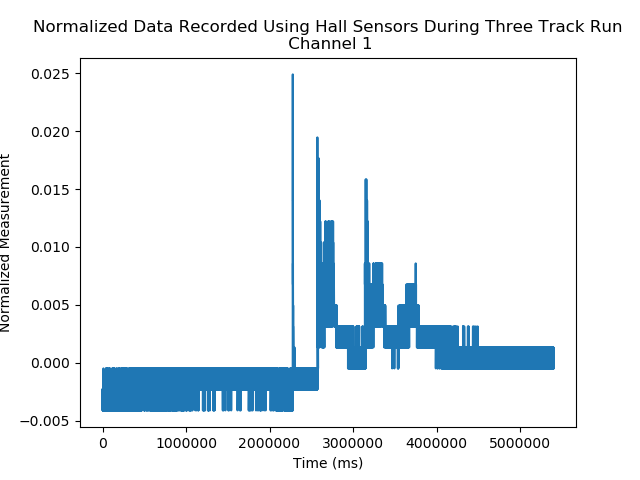 Normalized Data Recorded Using Hall Sensors During Three Track Run
Channel 1
0.025
0.020
0.015
0.010
0.005
0.000
−0.005
Normalized Measurement
0 1000000 2000000 3000000 4000000 5000000
Time (ms)